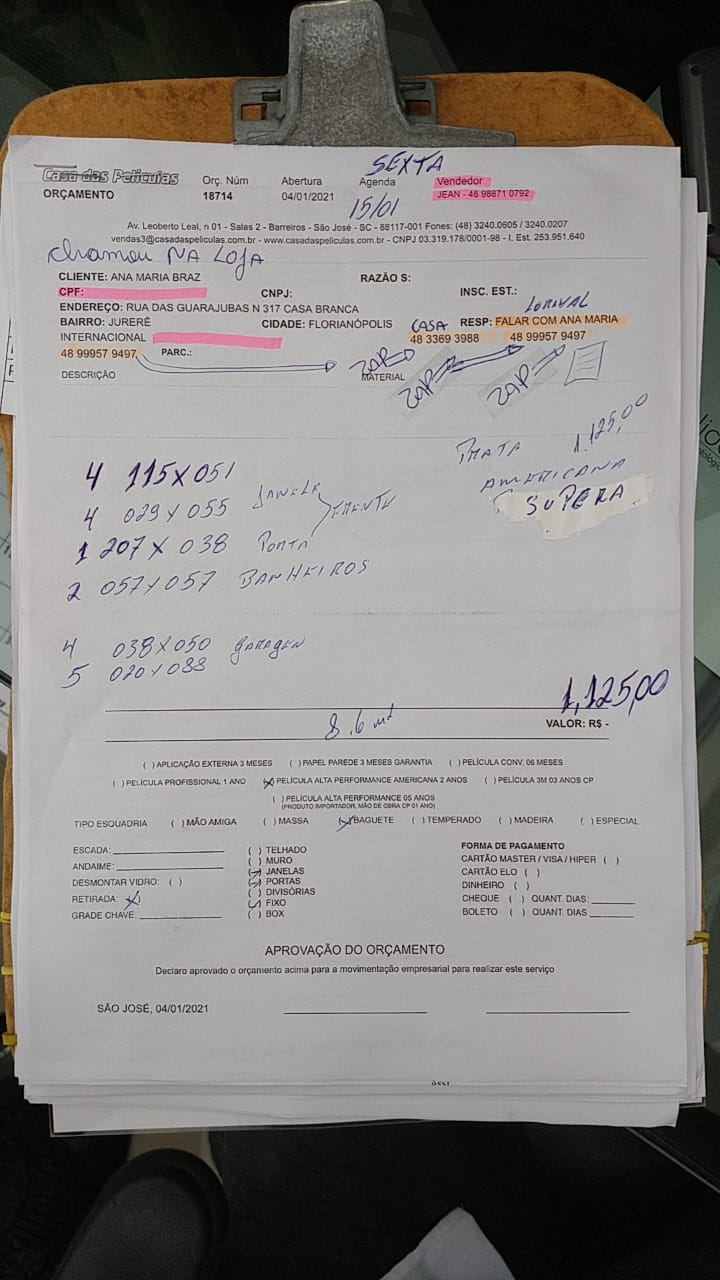 SEXTA
Casa das Películas
Orç. Núm Abertura Agenda Vendedor
ORÇAMENTO 18714 04/01/2021 15/01 JEAN - 48 98871 0792
Av. Leoberto Leal, n 01 - Salas 2 - Barreiros - São José - SC - 88117-001 Fones: (48) 3240.0605 / 3240.0207
vendas3@casadaspeliculas.com.br - www.casadaspeliculas.com.br - CNPJ 03.319.178/0001-98 - I. Est. 253.951.640
Chamou NA LOJA
CLIENTE: ANA MARIA BRAZ RAZÃO S:
CPF: CNPJ: INSC. EST.:
ENDEREÇO: RUA DAS GUARAJUBAS N 317 CASA BRANCA LORIVAL
BAIRRO: JURERÊ CIDADE: FLORIANÓPOLIS CASA RESP: FALAR COM ANA MARIA
INTERNACIONAL 48 3369 3988 48 99957 9497
48 99957 9497 PARC.: ZAP
DESCRIÇÃO MATERIAL ZAP ZAP
PRATA 1.125,00
4 115X051 AMERICANA
4 029X055 JANELA FRENTE SUPERA
1 207X038 PORTA
2 057X057 BANHEIROS
4 038X050 GARAGEN
5 020X088
1,125,00
8.6 m²
VALOR: R$ -
( ) APLICAÇÃO EXTERNA 3 MESES ( ) PAPEL PAREDE 3 MESES GARANTIA ( ) PELÍCULA CONV. 06 MESES
( ) PELÍCULA PROFISSIONAL 1 ANO (X) PELÍCULA ALTA PERFORMANCE AMERICANA 2 ANOS ( ) PELÍCULA 3M 03 ANOS CP
( ) PELÍCULA ALTA PERFORMANCE 05 ANOS
(PRODUTO IMPORTADOR, MÃO DE OBRA CP 01 ANO)
TIPO ESQUADRIA ( ) MÃO AMIGA ( ) MASSA (X) BAGUETE ( ) TEMPERADO ( ) MADEIRA ( ) ESPECIAL
ESCADA: ( ) TELHADO FORMA DE PAGAMENTO
ANDAIME: ( ) MURO CARTÃO MASTER / VISA / HIPER ( )
(X) JANELAS CARTÃO ELO ( )
DESMONTAR VIDRO: ( ) (X) PORTAS DINHEIRO ( )
RETIRADA: (X) ( ) DIVISÓRIAS CHEQUE ( ) QUANT. DIAS:
(X) FIXO BOLETO ( ) QUANT. DIAS
GRADE CHAVE: ( ) BOX
APROVAÇÃO DO ORÇAMENTO
Declaro aprovado o orçamento acima para a movimentação empresarial para realizar este serviço
SÃO JOSÉ, 04/01/2021